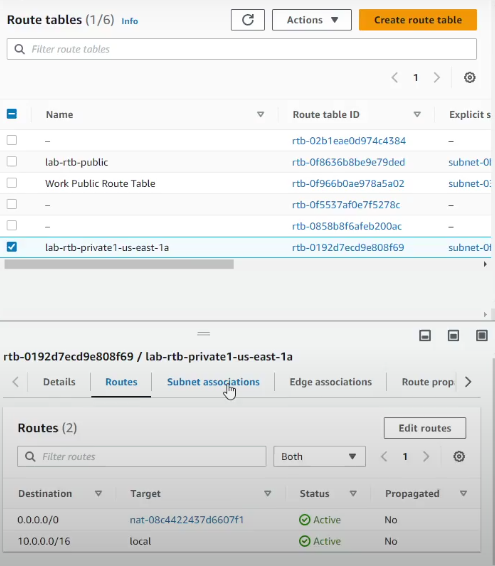 Route tables (1/6) Info Actions Create route table
Filter route tables
1
Name Route table ID Explicit s
– rtb-02b1eae0d974c4384 –
lab-rtb-public rtb-0f8636b8be9e79ded subnet-0
Work Public Route Table rtb-0f966b0ae978a5a02 subnet-03
– rtb-0f5537af0e7f5278c –
– rtb-0858b8f6afeb200ac –
lab-rtb-private1-us-east-1a rtb-0192d7ecd9e808f69 subnet-0f
rtb-0192d7ecd9e808f69 / lab-rtb-private1-us-east-1a
Details Routes Subnet associations Edge associations Route prop
Routes (2) Edit routes
Filter routes Both 1
Destination Target Status Propagated
0.0.0.0/0 nat-08c4422437d6607f1 Active No
10.0.0.0/16 local Active No